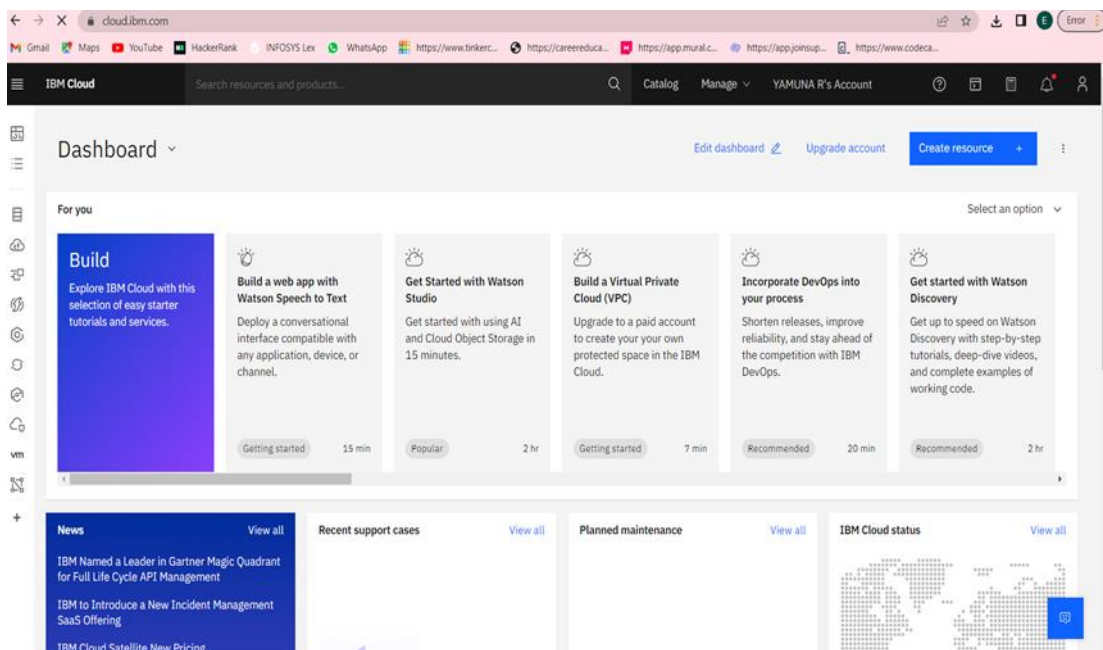 cloud.ibm.com
Error
Gmail Maps YouTube HackerRank INFOSYS Lex WhatsApp https://www.tinkerc... https://careereduca... https://app.mural.c... https://app.joinsup... https://www.codeca...
IBM Cloud Search resources and products... Catalog Manage YAMUNA R's Account
Dashboard Edit dashboard Upgrade account Create resource +
For you Select an option
Build
Explore IBM Cloud with this
selection of easy starter
tutorials and services.
Build a web app with
Watson Speech to Text
Deploy a conversational
interface compatible with
any application, device, or
channel.
Getting started 15 min
Get Started with Watson
Studio
Get started with using AI
and Cloud Object Storage in
15 minutes.
Popular 2 hr
Build a Virtual Private
Cloud (VPC)
Upgrade to a paid account
to create your your own
protected space in the IBM
Cloud.
Getting started 7 min
Incorporate DevOps into
your process
Shorten releases, improve
reliability, and stay ahead of
the competition with IBM
DevOps.
Recommended 20 min
Get started with Watson
Discovery
Get up to speed on Watson
Discovery with step-by-step
tutorials, deep-dive videos,
and complete examples of
working code.
Recommended 2 hr
vm
News View all
IBM Named a Leader in Gartner Magic Quadrant
for Full Life Cycle API Management
IBM to Introduce a New Incident Management
SaaS Offering
IBM Cloud Satellite New Pricing
Recent support cases View all
Planned maintenance View all
IBM Cloud status View all